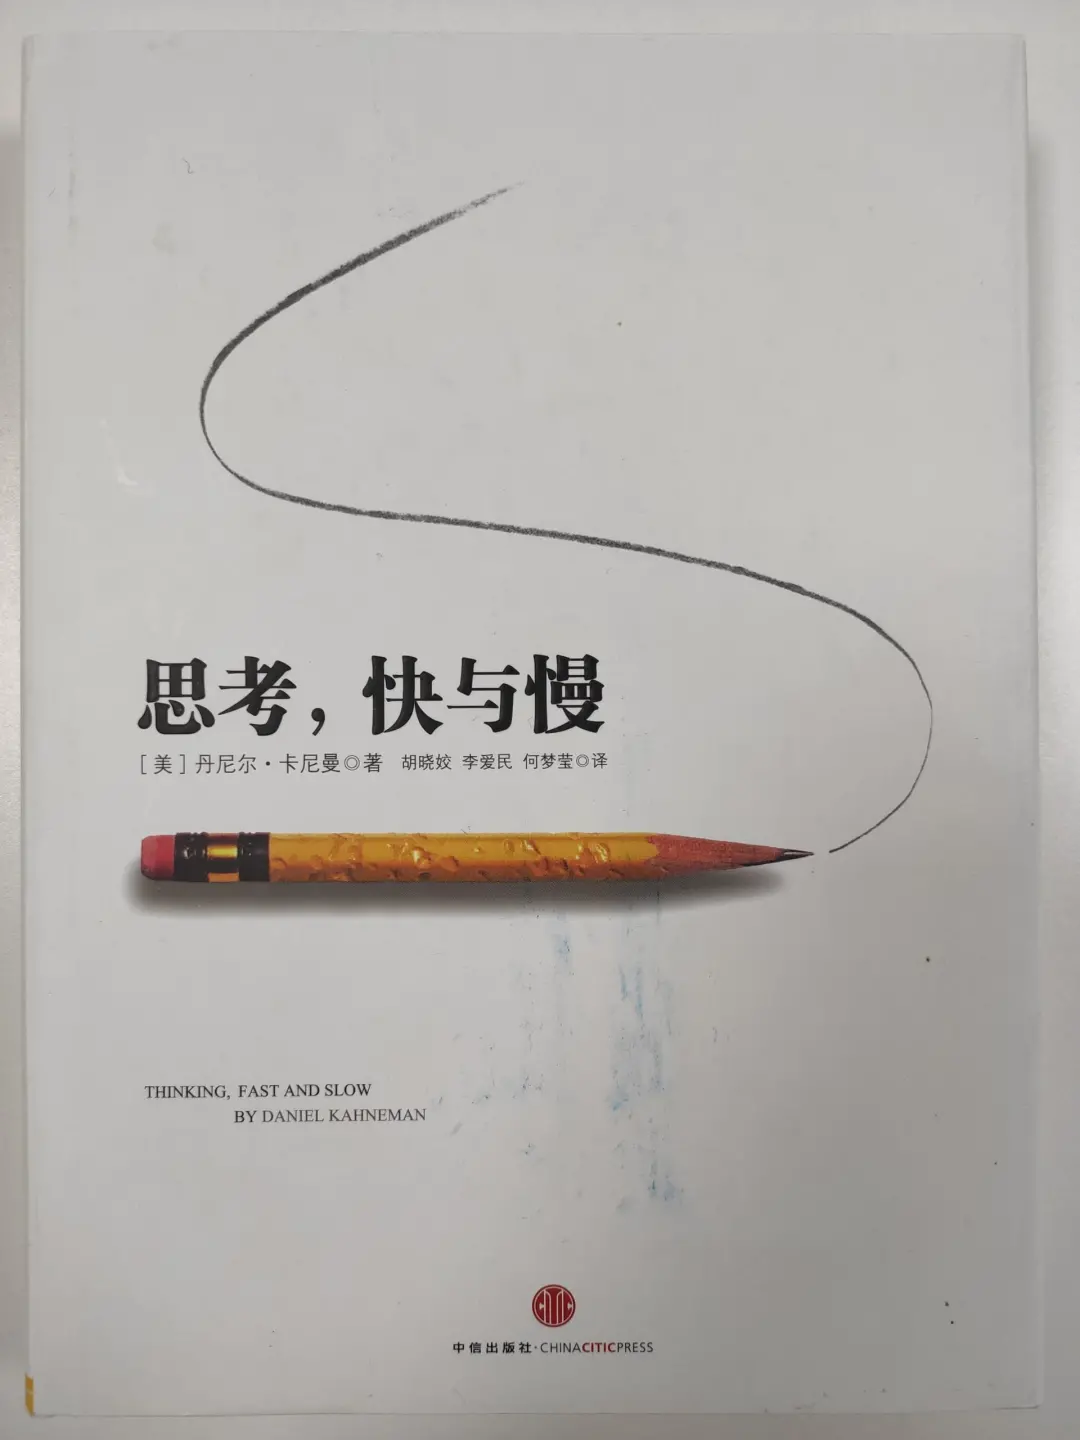 思考，快与慢
［美］丹尼尔·卡尼曼◎著 胡晓姣 李爱民 何梦莹◎译
THINKING, FAST AND SLOW
BY DANIEL KAHNEMAN
中信出版社·CHINACITICPRESS